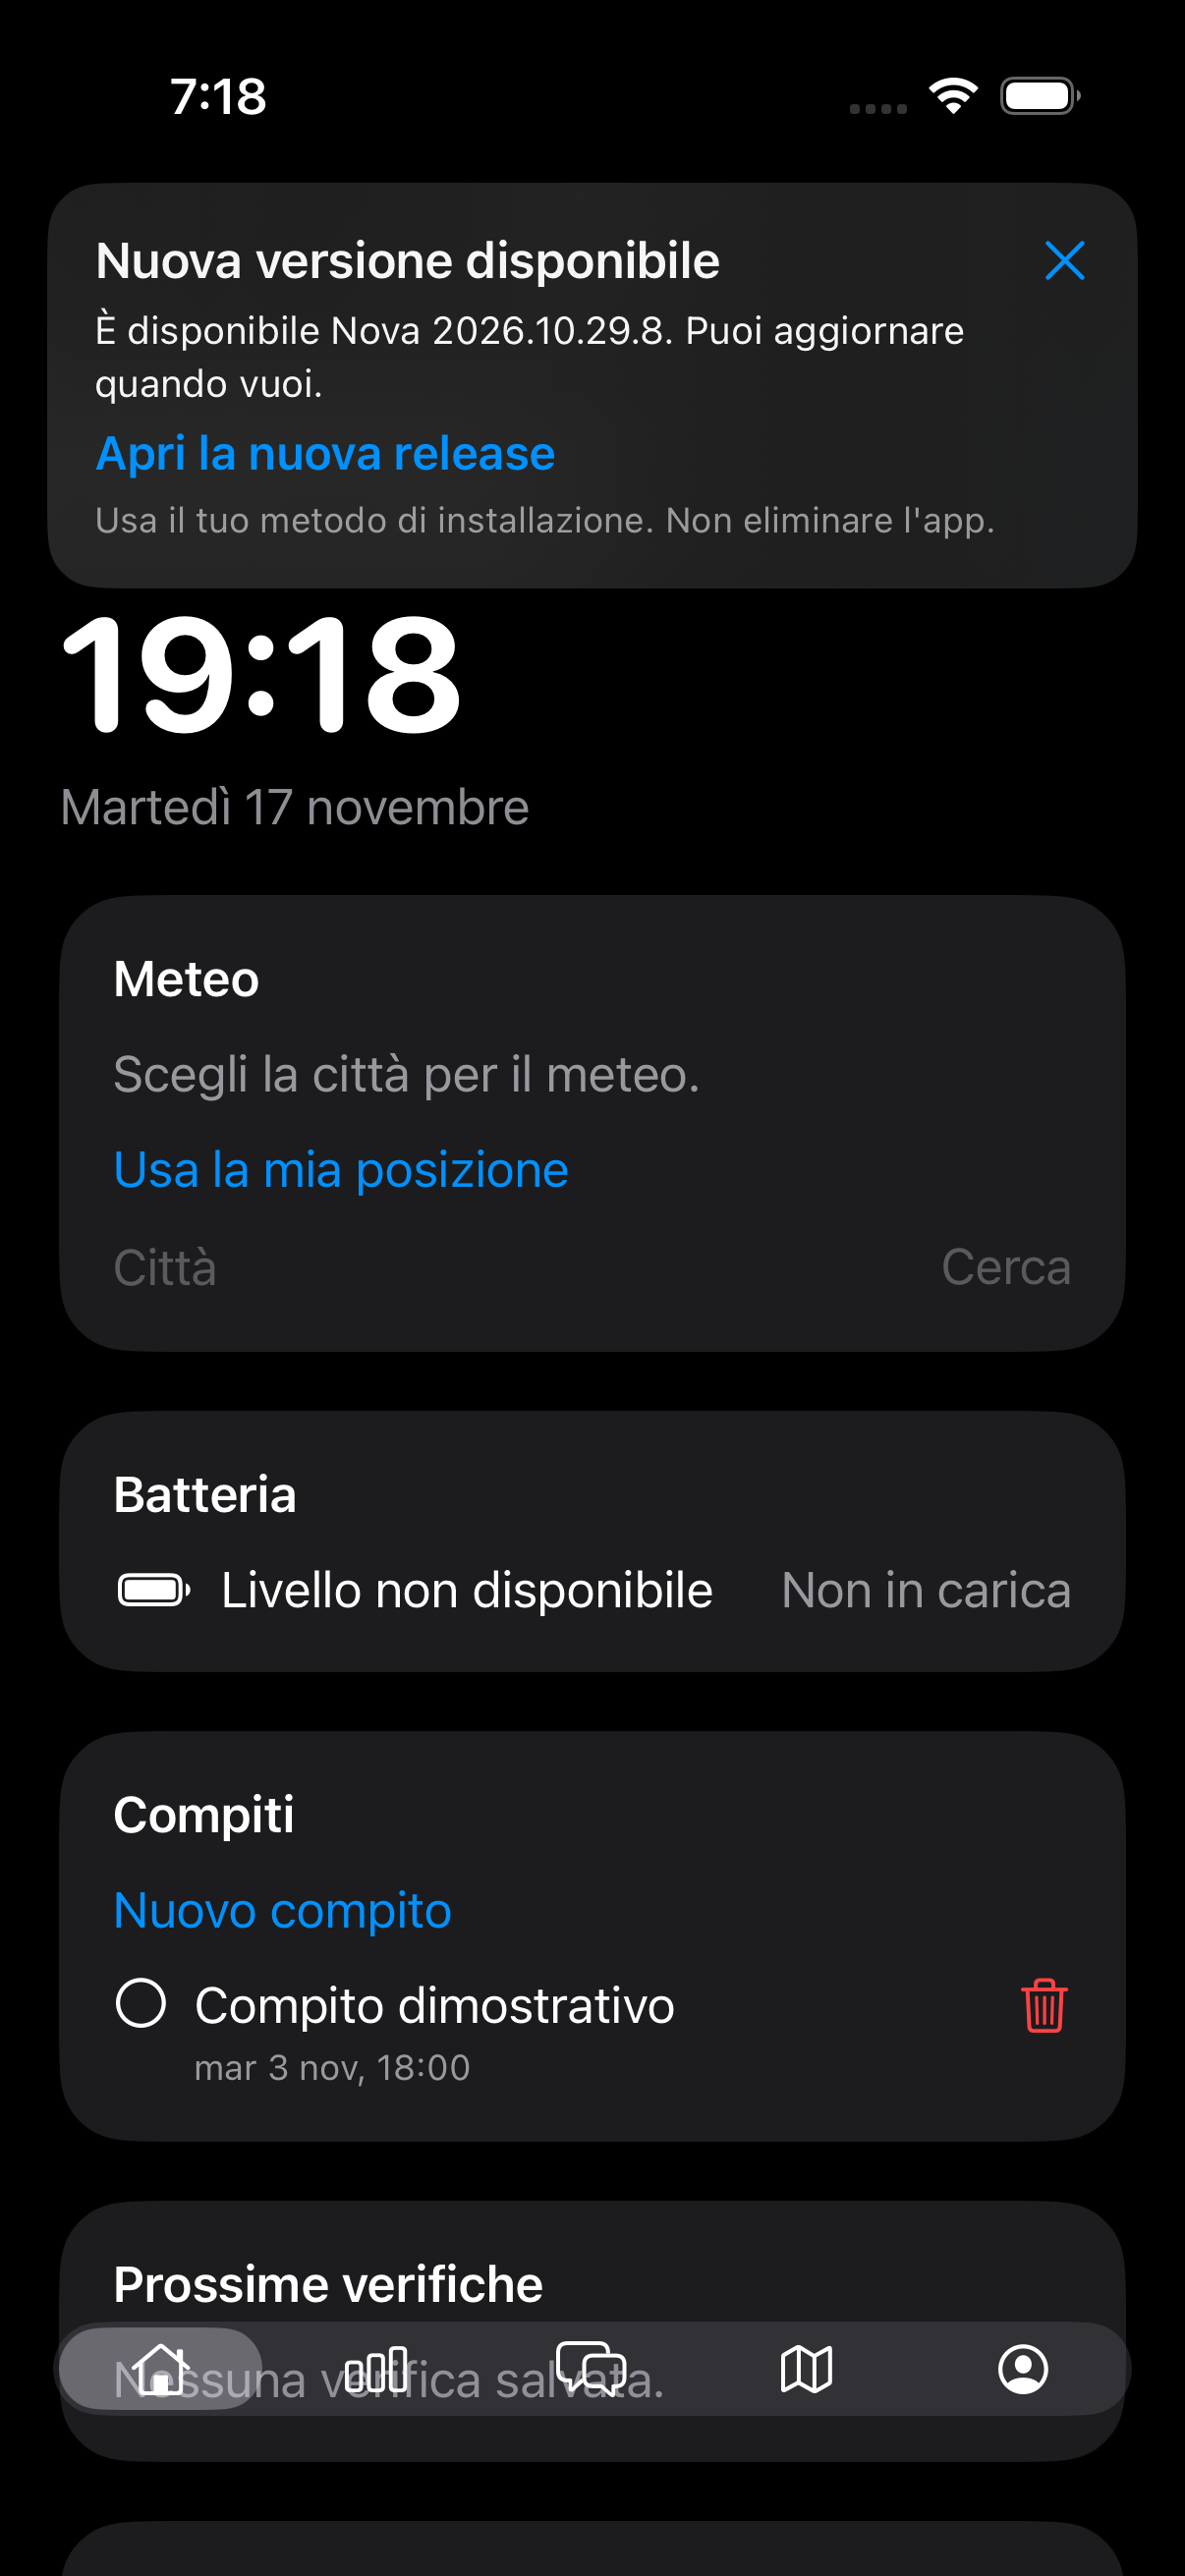 7:18
Nuova versione disponibile
È disponibile Nova 2026.10.29.8. Puoi aggiornare
quando vuoi.
Apri la nuova release
Usa il tuo metodo di installazione. Non eliminare l'app.
19:18
Martedì 17 novembre
Meteo
Scegli la città per il meteo.
Usa la mia posizione
Città Cerca
Batteria
Livello non disponibile Non in carica
Compiti
Nuovo compito
Compito dimostrativo
mar 3 nov, 18:00
Prossime verifiche
Nessuna verifica salvata.